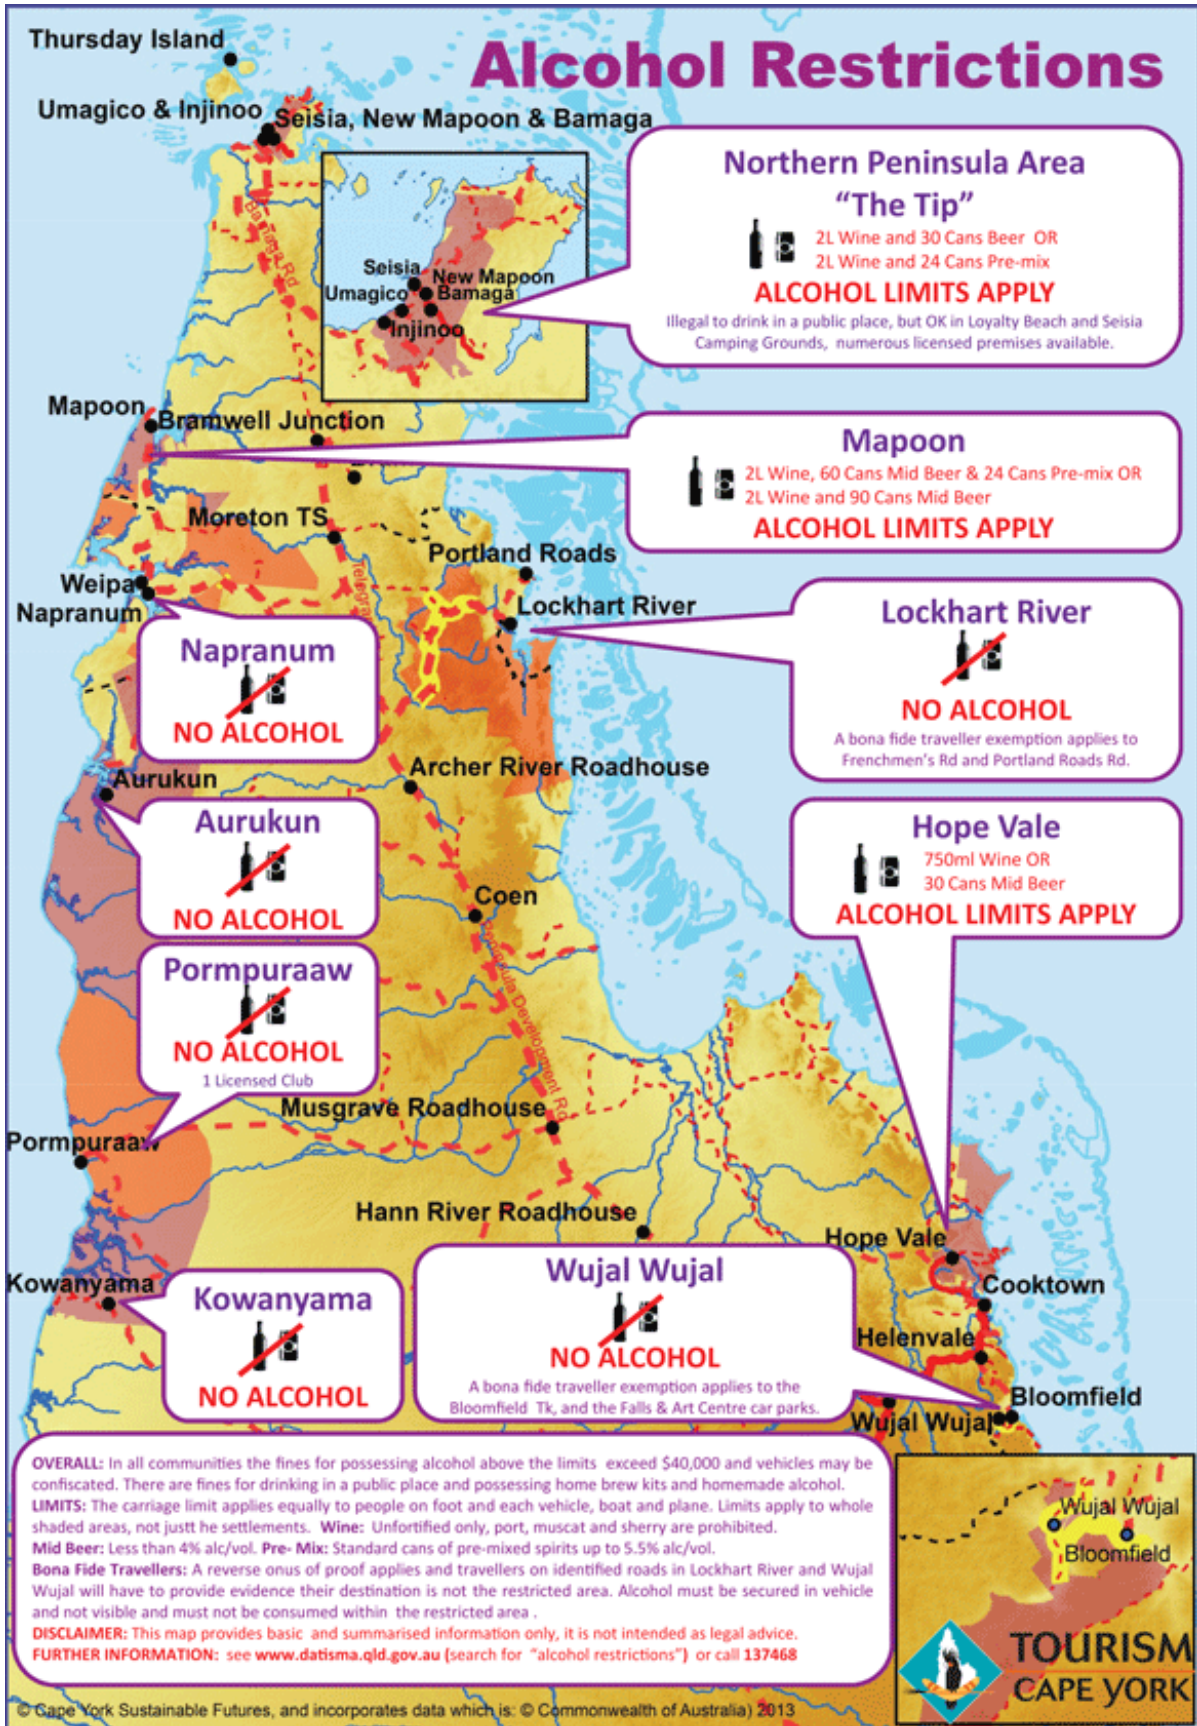 Alcohol Restrictions
Thursday Island
Umagico & Injinoo
Seisia, New Mapoon & Bamaga
Bamaga Rd
Seisia
New Mapoon
Umagico
Bamaga
Injinoo
Northern Peninsula Area
“The Tip”
2L Wine and 30 Cans Beer OR
2L Wine and 24 Cans Pre-mix
ALCOHOL LIMITS APPLY
Illegal to drink in a public place, but OK in Loyalty Beach and Seisia
Camping Grounds, numerous licensed premises available.
Mapoon
Bramwell Junction
Mapoon
2L Wine, 60 Cans Mid Beer & 24 Cans Pre-mix OR
2L Wine and 90 Cans Mid Beer
ALCOHOL LIMITS APPLY
Moreton TS
Portland Roads
Weipa
Napranum
Lockhart River
Lockhart River
NO ALCOHOL
A bona fide traveller exemption applies to
Frenchmen's Rd and Portland Roads Rd.
Napranum
NO ALCOHOL
Aurukun
Archer River Roadhouse
Aurukun
NO ALCOHOL
Hope Vale
750ml Wine OR
30 Cans Mid Beer
ALCOHOL LIMITS APPLY
Coen
Peninsula Development Rd
Pormpuraaw
NO ALCOHOL
1 Licensed Club
Musgrave Roadhouse
Pormpuraaw
Hann River Roadhouse
Hope Vale
Kowanyama
Kowanyama
NO ALCOHOL
Wujal Wujal
NO ALCOHOL
A bona fide traveller exemption applies to the
Bloomfield Tk, and the Falls & Art Centre car parks.
Cooktown
Helenvale
Bloomfield
Wujal Wujal
OVERALL: In all communities the fines for possessing alcohol above the limits exceed $40,000 and vehicles may be
confiscated. There are fines for drinking in a public place and possessing home brew kits and homemade alcohol.
LIMITS: The carriage limit applies equally to people on foot and each vehicle, boat and plane. Limits apply to whole
shaded areas, not justt he settlements. Wine: Unfortified only, port, muscat and sherry are prohibited.
Mid Beer: Less than 4% alc/vol. Pre- Mix: Standard cans of pre-mixed spirits up to 5.5% alc/vol.
Bona Fide Travellers: A reverse onus of proof applies and travellers on identified roads in Lockhart River and Wujal
Wujal will have to provide evidence their destination is not the restricted area. Alcohol must be secured in vehicle
and not visible and must not be consumed within the restricted area .
DISCLAIMER: This map provides basic and summarised information only, it is not intended as legal advice.
FURTHER INFORMATION: see www.datisma.qld.gov.au (search for "alcohol restrictions") or call 137468
Wujal Wujal
Bloomfield
TOURISM
CAPE YORK
© Cape York Sustainable Futures, and incorporates data which is: © Commonwealth of Australia) 2013